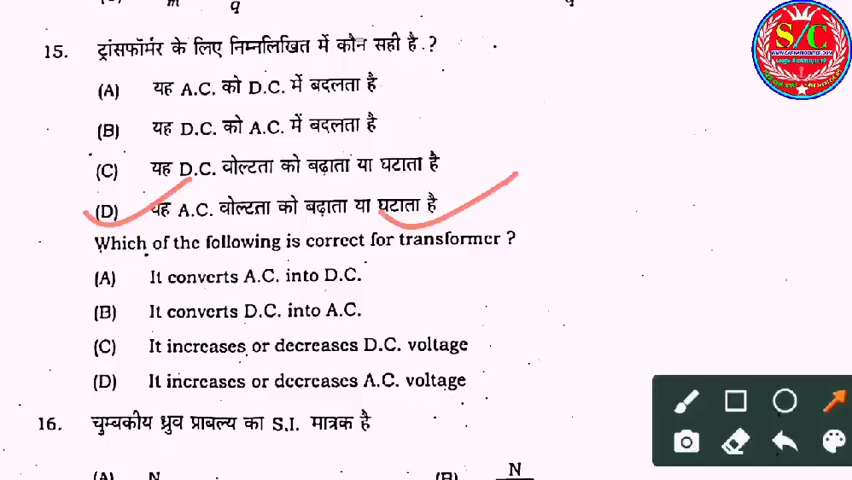 m
q
q
15. ट्रांसफॉर्मर के लिए निम्नलिखित में कौन सही है.?
(A) यह A.C. को D.C. में बदलता है
(B) यह D.C. को A.C. में बदलता है
(C) यह D.C. वोल्टता को बढ़ाता या घटाता है
(D) यह A.C. वोल्टता को बढ़ाता या घटाता है
Which of the following is correct for transformer ?
(A) It converts A.C. into D.C.
(B) It converts D.C. into A.C.
(C) It increases or decreases D.C. voltage
(D) It increases or decreases A.C. voltage
16. चुम्बकीय ध्रुव प्राबल्य का S.I. मात्रक है
(A) N
(B) N
S/C